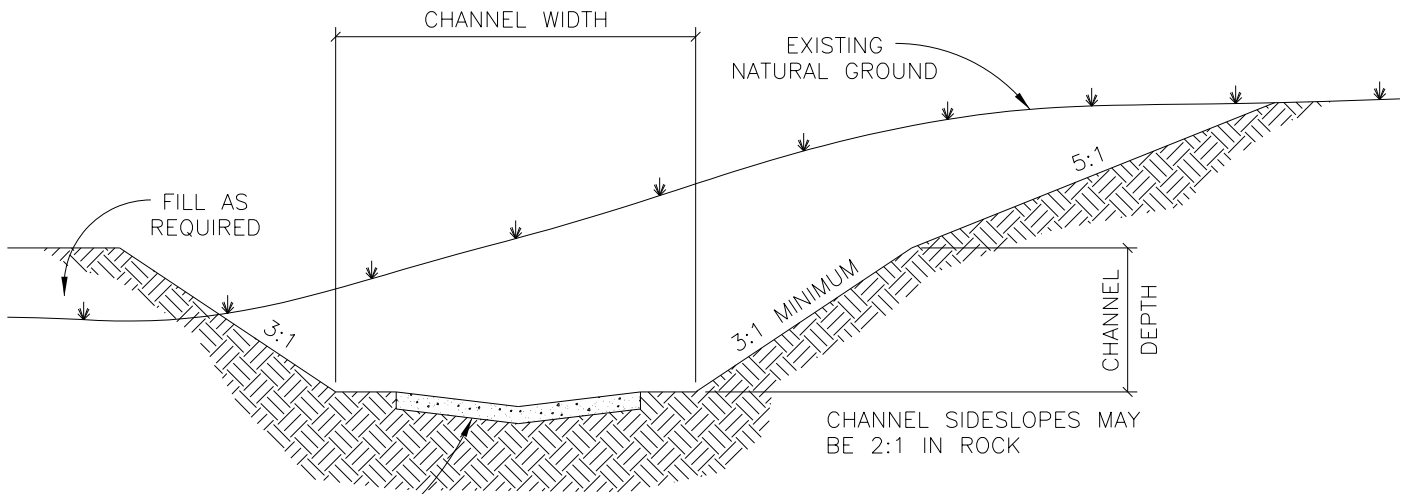 CHANNEL WIDTH
EXISTING
NATURAL GROUND
5:1
FILL AS
REQUIRED
3:1
3:1 MINIMUM
CHANNEL
DEPTH
CHANNEL SIDESLOPES MAY
BE 2:1 IN ROCK